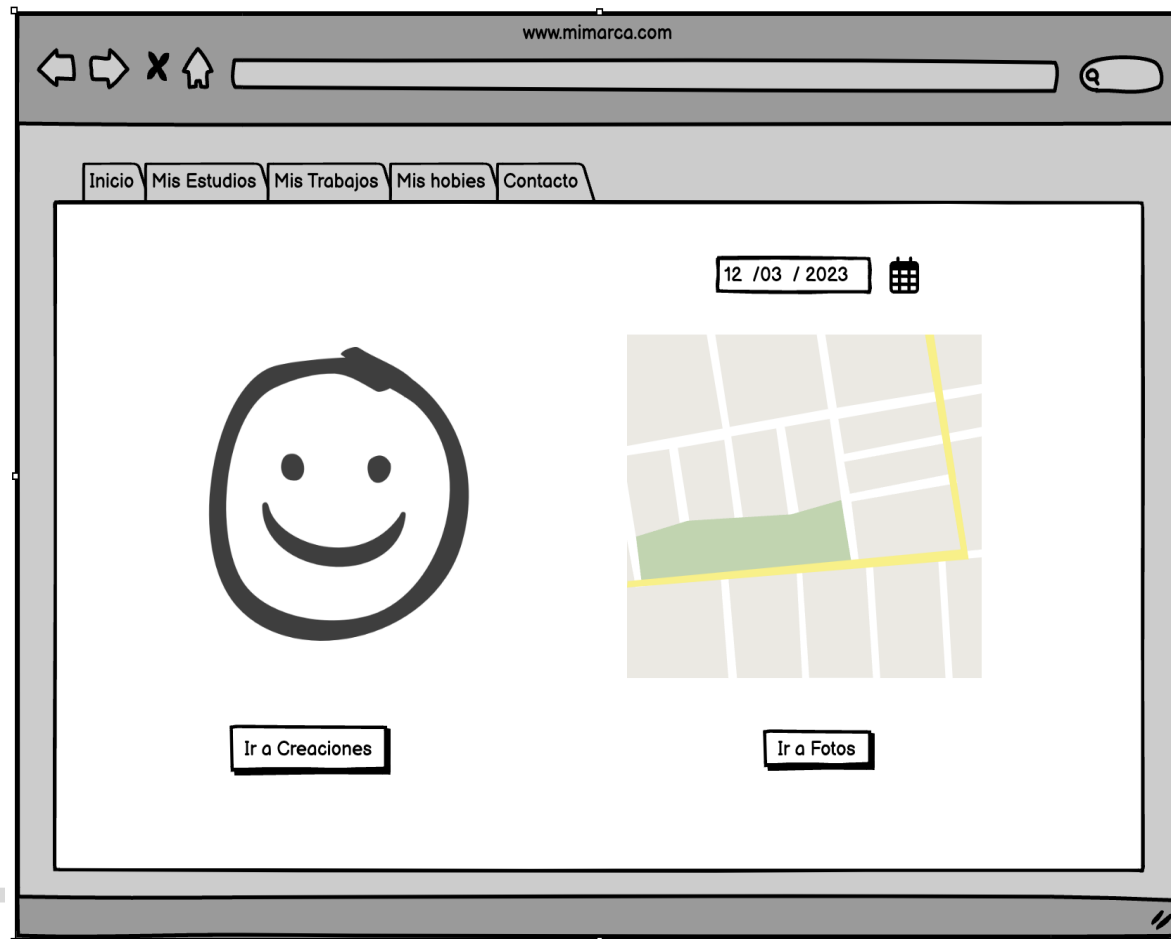 www.mimarca.com
Inicio Mis Estudios Mis Trabajos Mis hobies Contacto
12 /03 / 2023
Ir a Creaciones Ir a Fotos